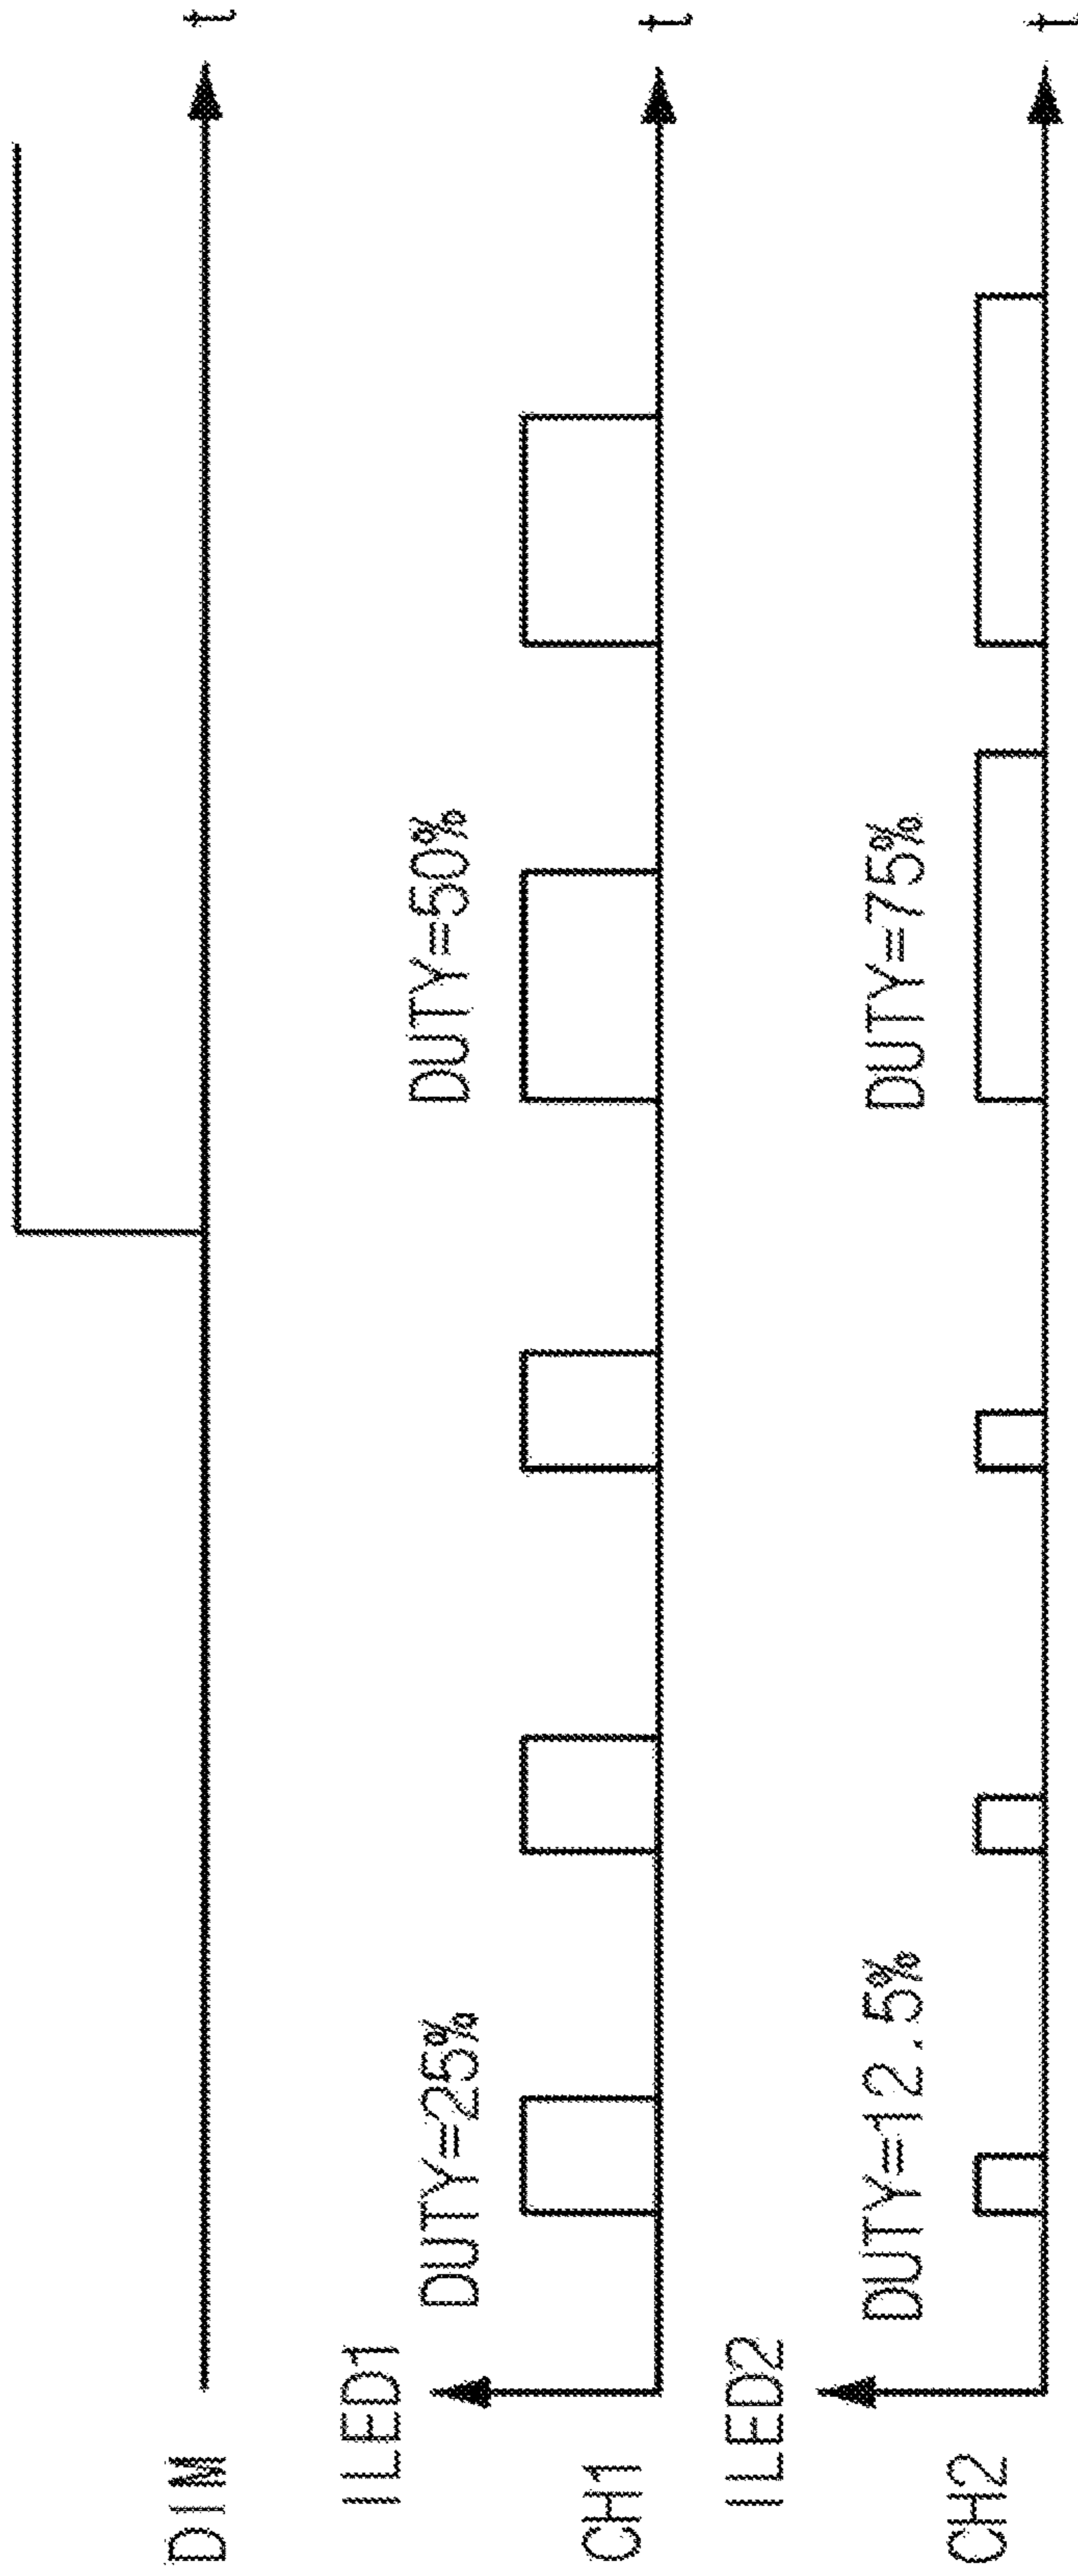 DIM
t
ILED1
DUTY=25%
DUTY=50%
CH1
t
ILED2
DUTY=12.5%
DUTY=75%
CH2
t